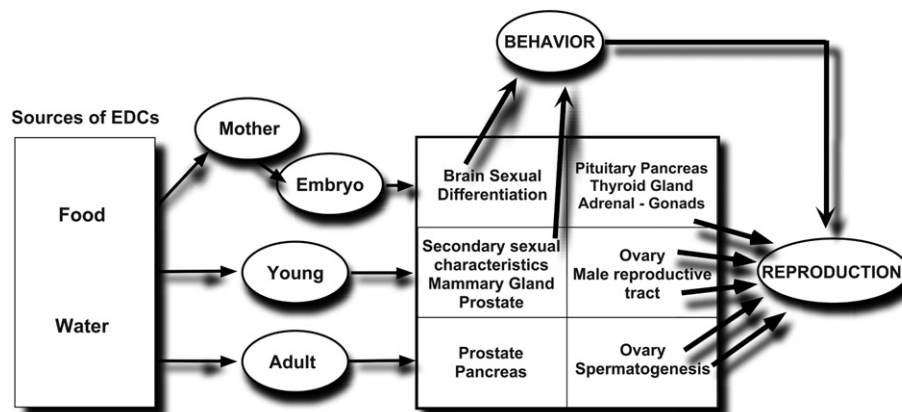 BEHAVIOR
Sources of EDCs
Mother
Embryo
Food
Young
Water
Adult
Brain Sexual
Differentiation
Pituitary Pancreas
Thyroid Gland
Adrenal - Gonads
Secondary sexual
characteristics
Mammary Gland
Prostate
Ovary
Male reproductive
tract
REPRODUCTION
Prostate
Pancreas
Ovary
Spermatogenesis